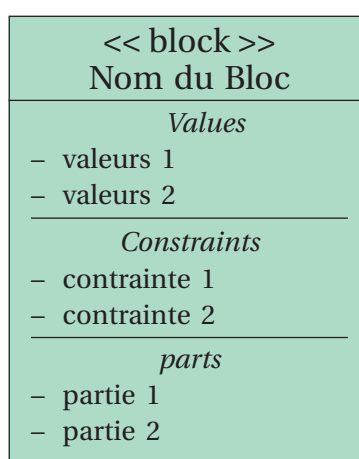 << block >>
Nom du Bloc
Values
– valeurs 1
– valeurs 2
Constraints
– contrainte 1
– contrainte 2
parts
– partie 1
– partie 2